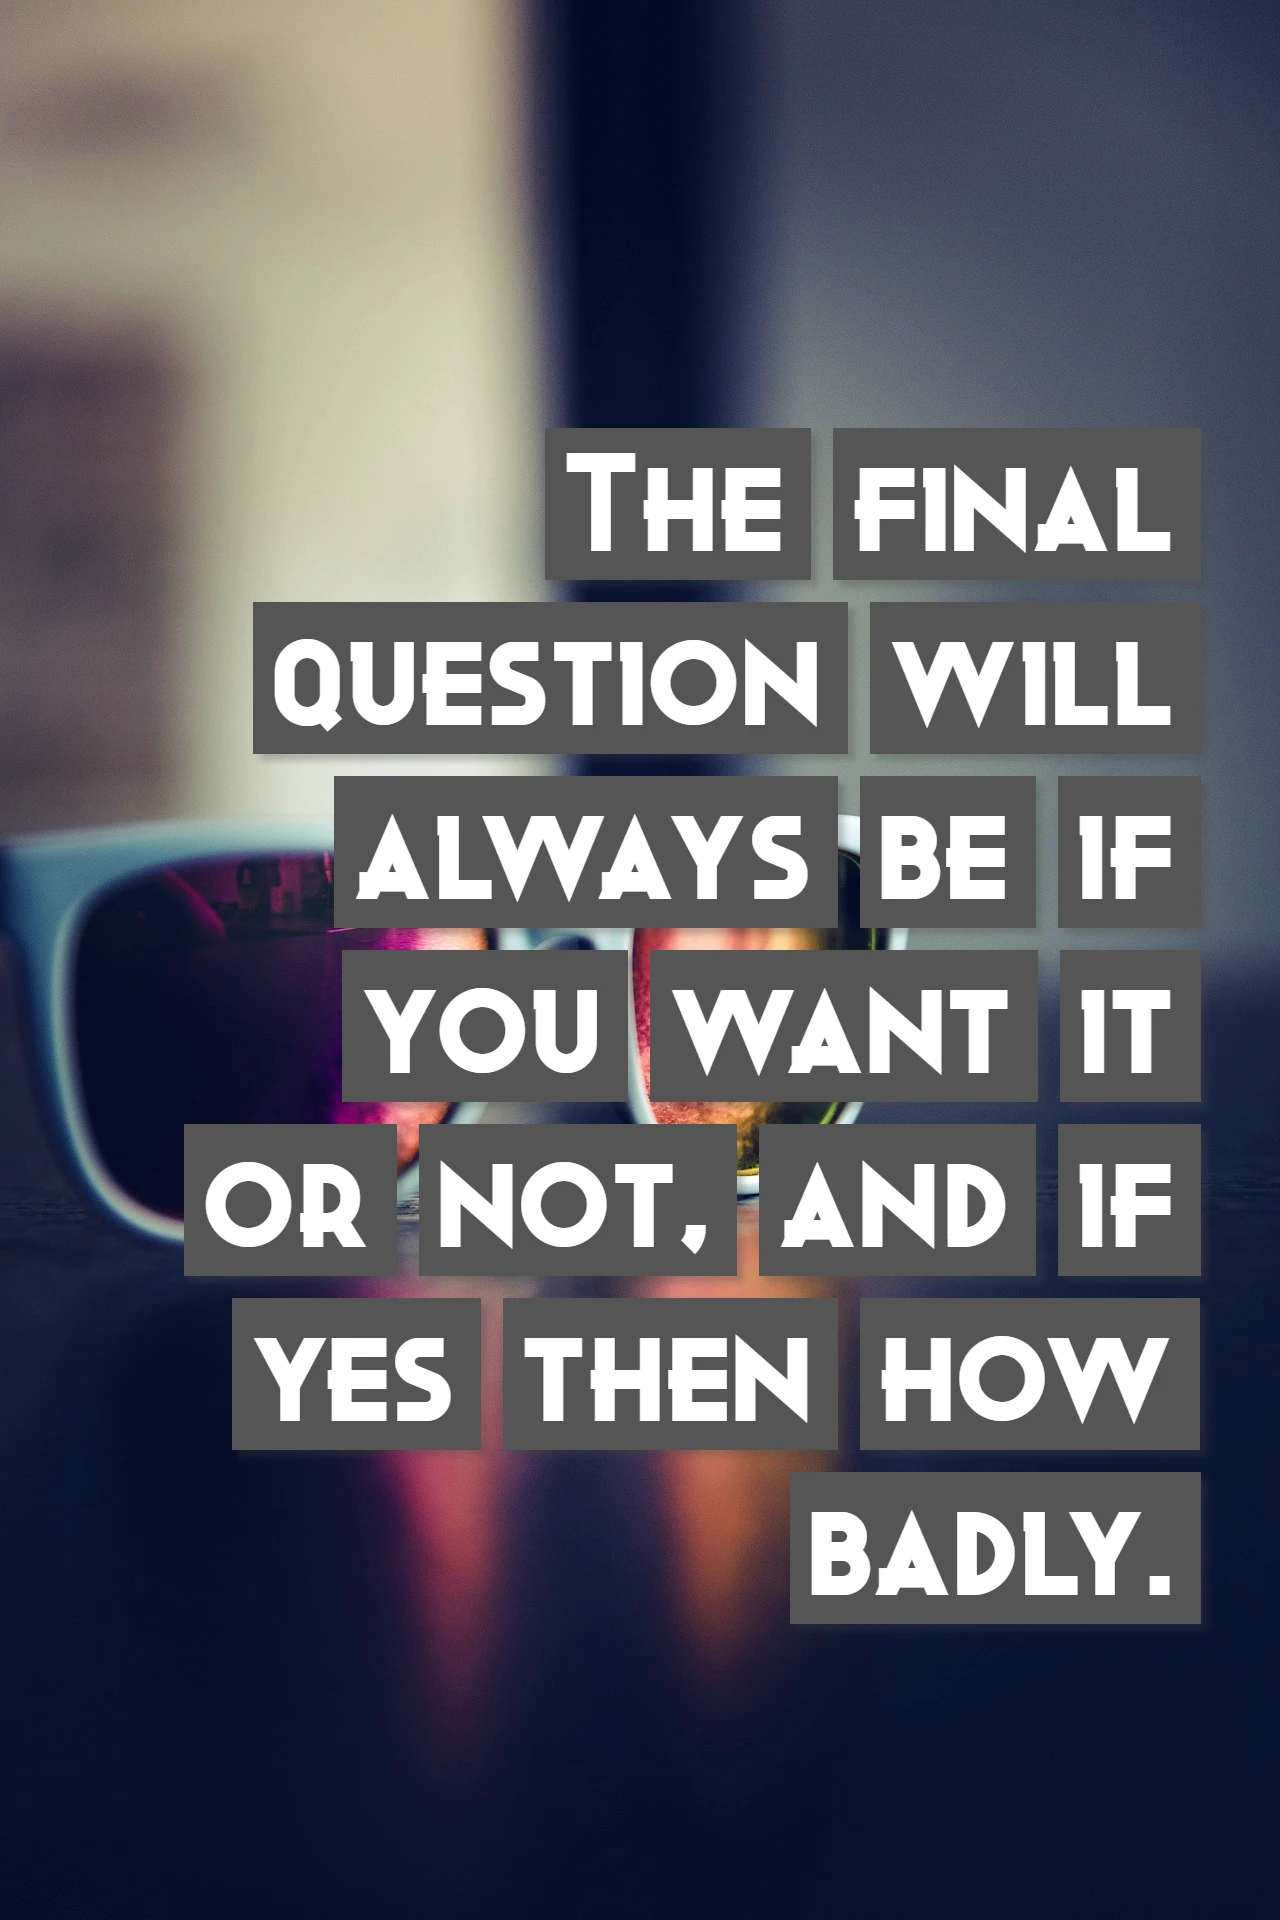 The final
question will
always be if
you want it
or not, and if
yes then how
badly.